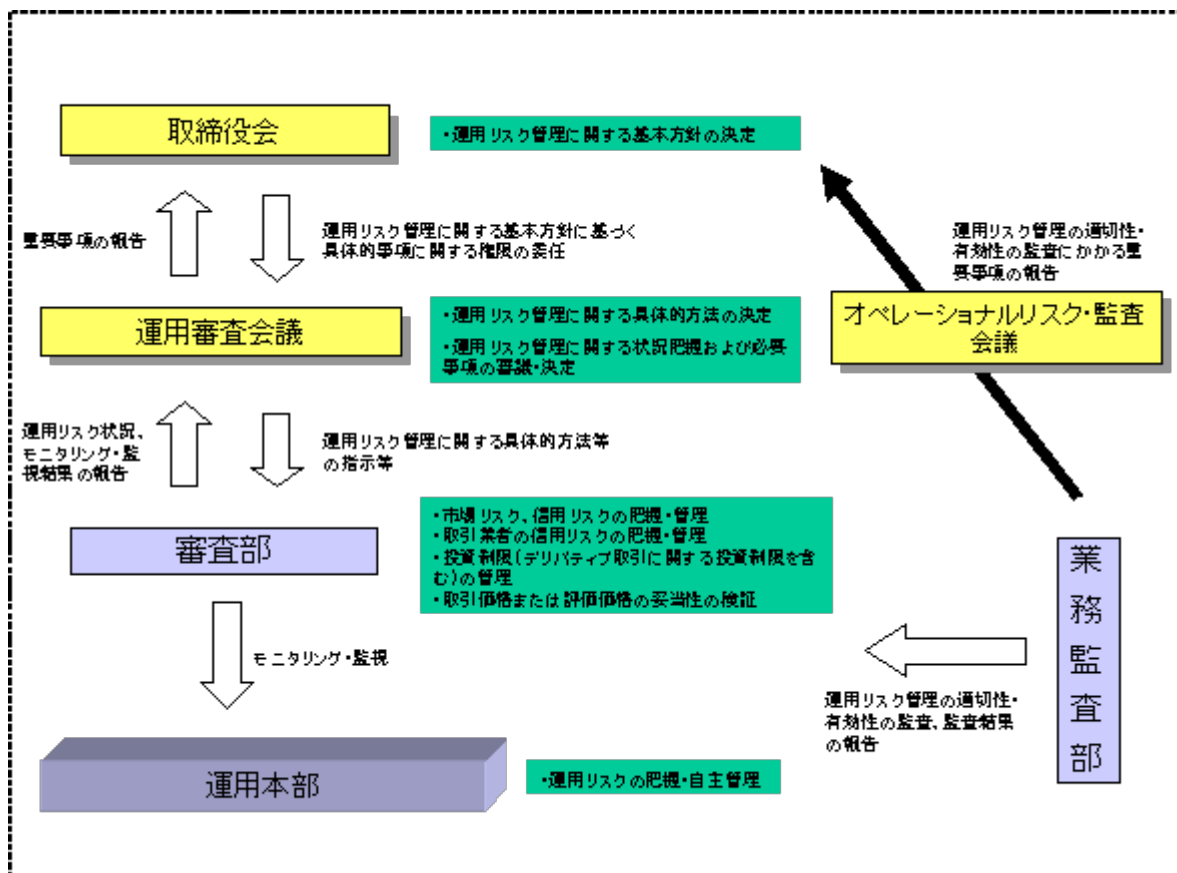 取締役会
・運用リスク管理に関する基本方針の決定
重要事項の報告
運用リスク管理に関する基本方針に基づく
具体的事項に関する権限の委任
運用リスク管理の適切性・
有効性の監査にかかる重
要事項の報告
運用審査会議
・運用リスク管理に関する具体的方法の決定
・運用リスク管理に関する状況把握および必要
事項の審議・決定
オペレーショナルリスク・監査
会議
運用リスク状況、
モニタリング・監
視結果の報告
運用リスク管理に関する具体的方法等
の指示等
審査部
・市場リスク、信用リスクの把握・管理
・取引業者の信用リスクの把握・管理
・投資制限(デリバティブ取引に関する投資制限を含
む)の管理
・取引価格または評価価格の妥当性の検証
業務監査部
モニタリング・監視
運用リスク管理の適切性・
有効性の監査、監査結果
の報告
運用本部
・運用リスクの把握・自主管理